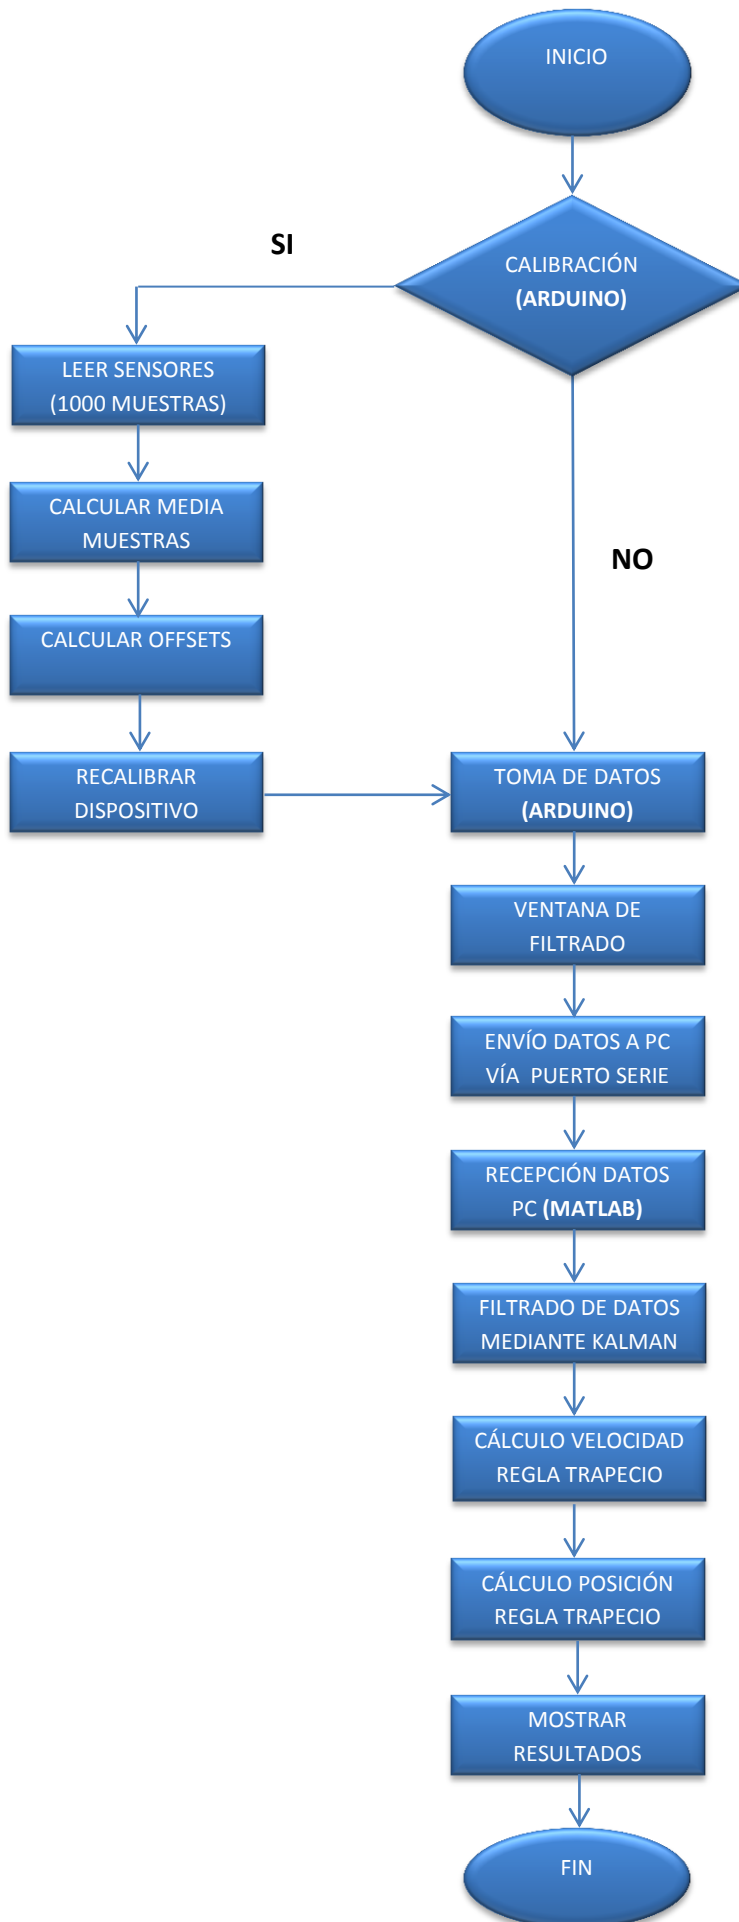 INICIO
CALIBRACIÓN
(ARDUINO)
SI
LEER SENSORES
(1000 MUESTRAS)
CALCULAR MEDIA
MUESTRAS
CALCULAR OFFSETS
RECALIBRAR
DISPOSITIVO
NO
TOMA DE DATOS
(ARDUINO)
VENTANA DE
FILTRADO
ENVÍO DATOS A PC
VÍA PUERTO SERIE
RECEPCIÓN DATOS
PC (MATLAB)
FILTRADO DE DATOS
MEDIANTE KALMAN
CÁLCULO VELOCIDAD
REGLA TRAPECIO
CÁLCULO POSICIÓN
REGLA TRAPECIO
MOSTRAR
RESULTADOS
FIN